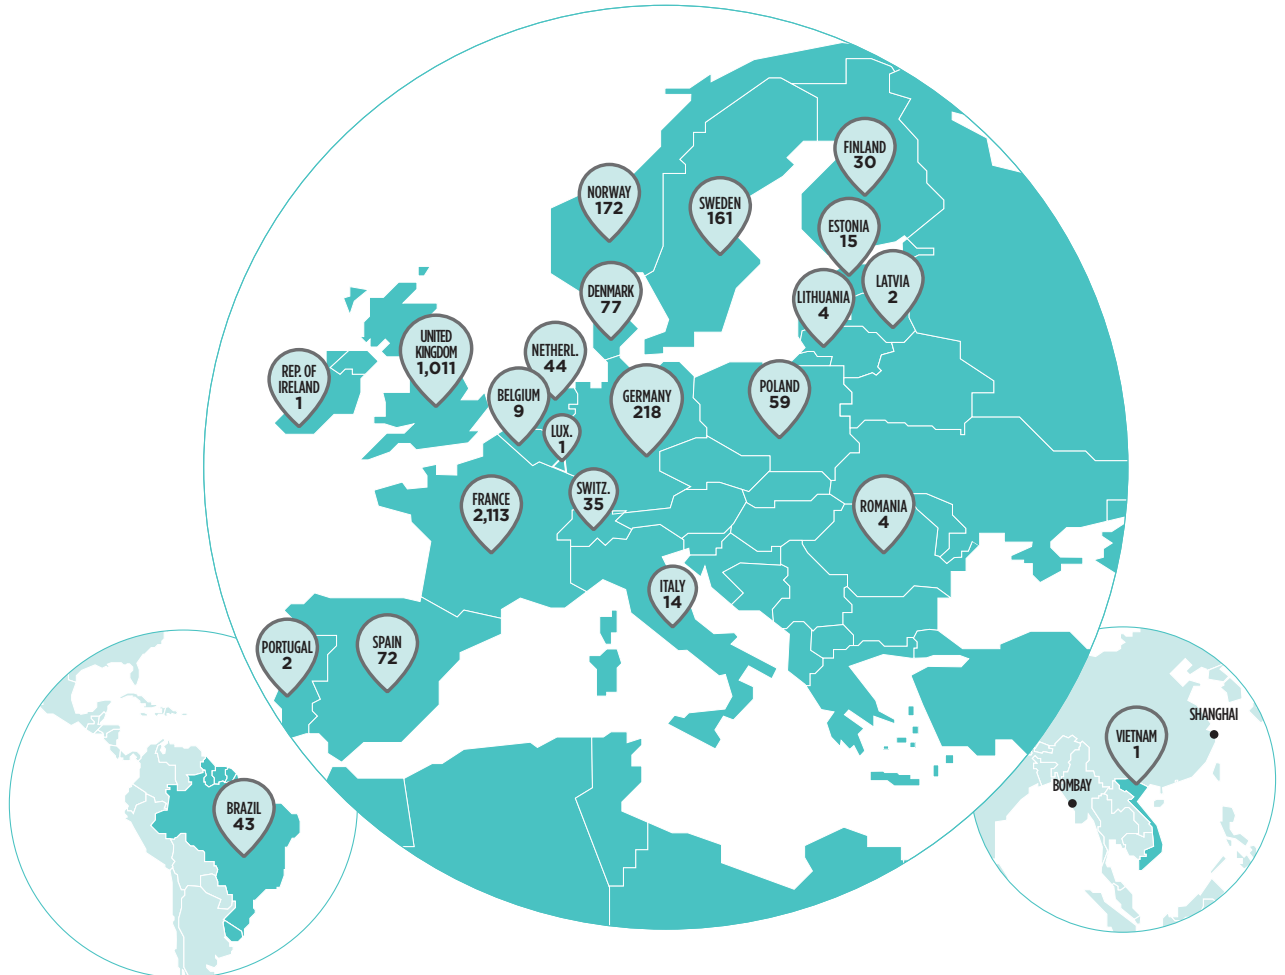 FINLAND
30
NORWAY
172
SWEDEN
161
ESTONIA
15
DENMARK
77
LATVIA
2
LITHUANIA
4
UNITED
KINGDOM
1,011
NETHERL.
44
REP. OF
IRELAND
1
BELGIUM
9
GERMANY
218
POLAND
59
LUX.
1
FRANCE
2,113
SWITZ.
35
ROMANIA
4
ITALY
14
PORTUGAL
2
SPAIN
72
SHANGHAI
VIETNAM
1
BOMBAY
BRAZIL
43